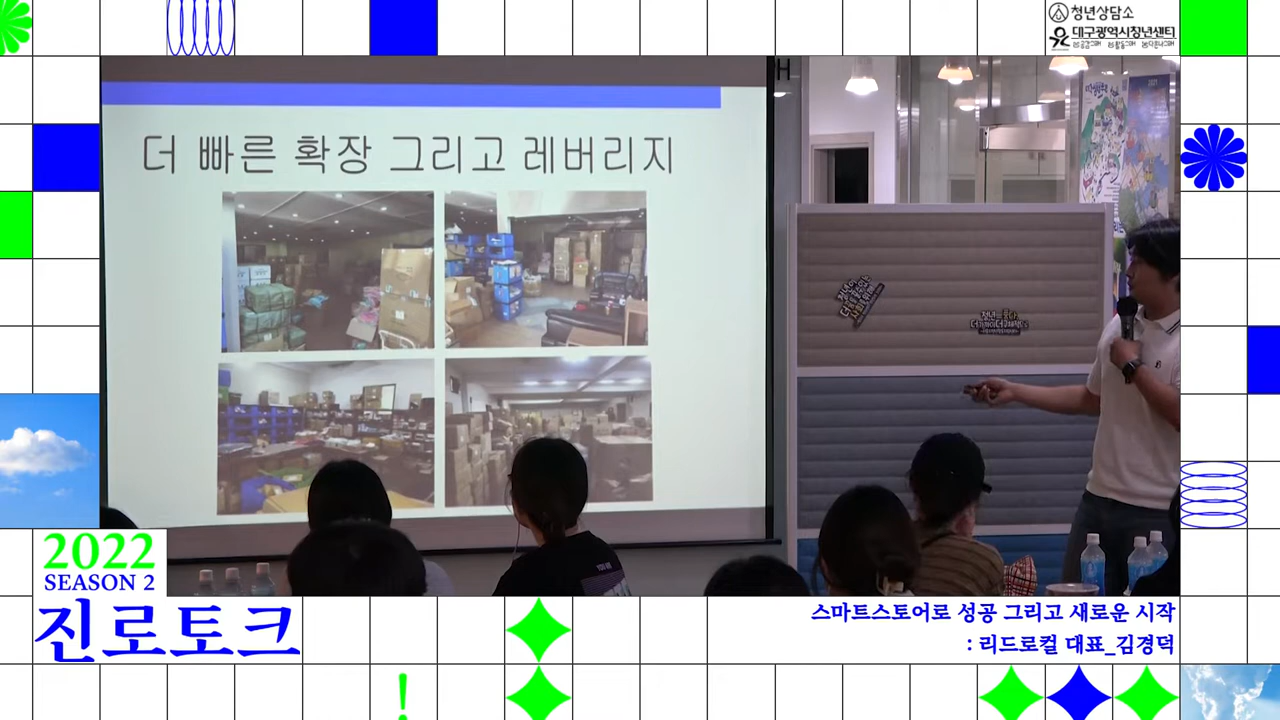 청년상담소
대구광역시청년센터
더 빠른 확장 그리고 레버리지
2022
SEASON 2
진로토크
!
스마트스토어로 성공 그리고 새로운 시작
: 리드로컬 대표_김경덕